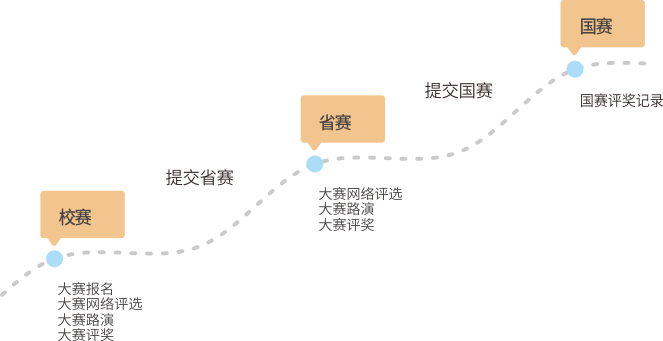 国赛
提交国赛
国赛评奖记录
省赛
提交省赛
大赛网络评选
大赛路演
大赛评奖
校赛
大赛报名
大赛网络评选
大赛路演
大赛评奖